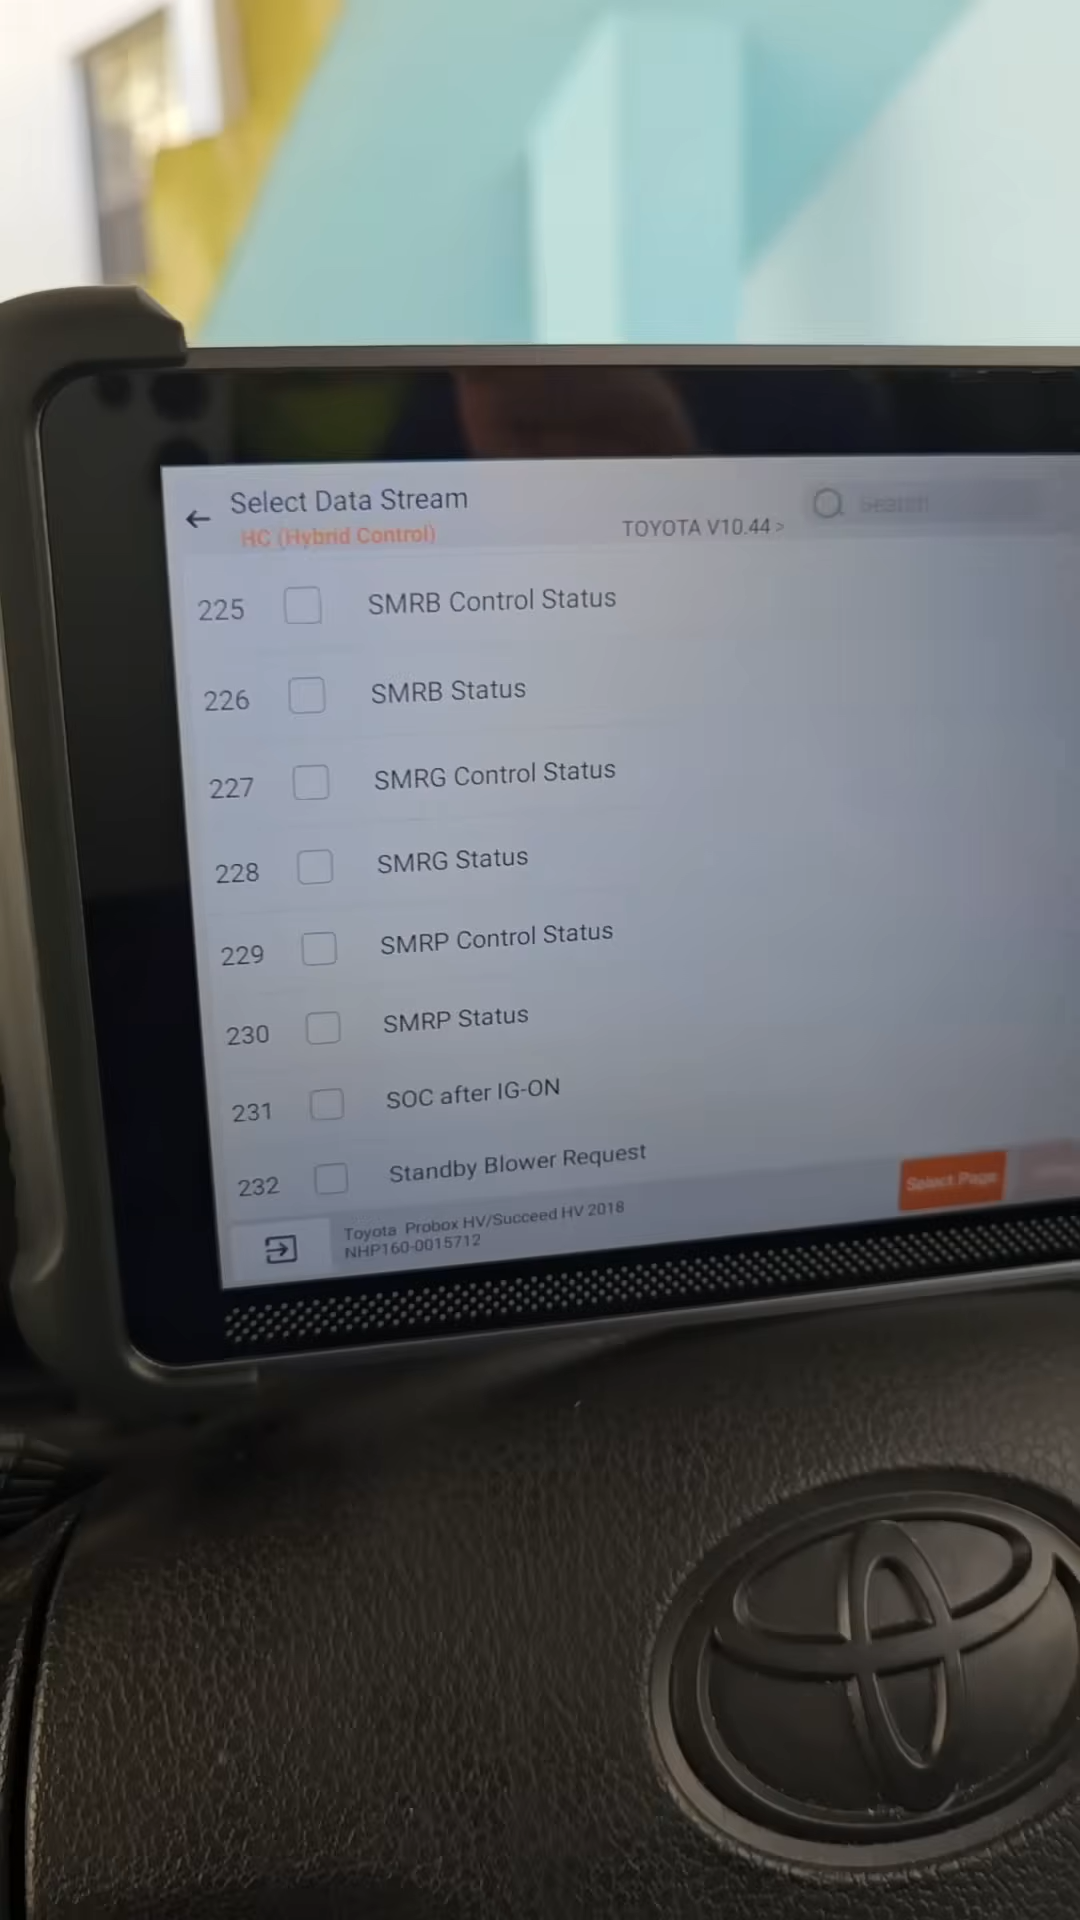 Select Data Stream
HC (Hybrid Control)
TOYOTA V10.44 >
Search
225 SMRB Control Status
226 SMRB Status
227 SMRG Control Status
228 SMRG Status
229 SMRP Control Status
230 SMRP Status
231 SOC after IG-ON
232 Standby Blower Request
Select Page
Toyota Probox HV/Succeed HV 2018
NHP160-0015712